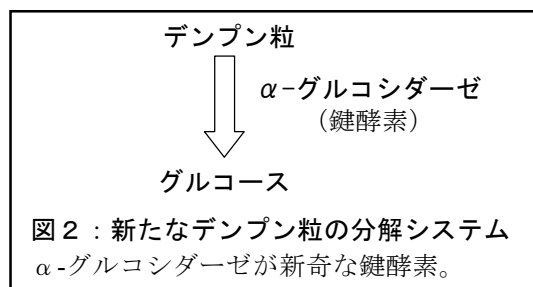 デンプン粒
α-グルコシダーゼ
（鍵酵素）
グルコース
図２：新たなデンプン粒の分解システム
α-グルコシダーゼが新奇な鍵酵素。